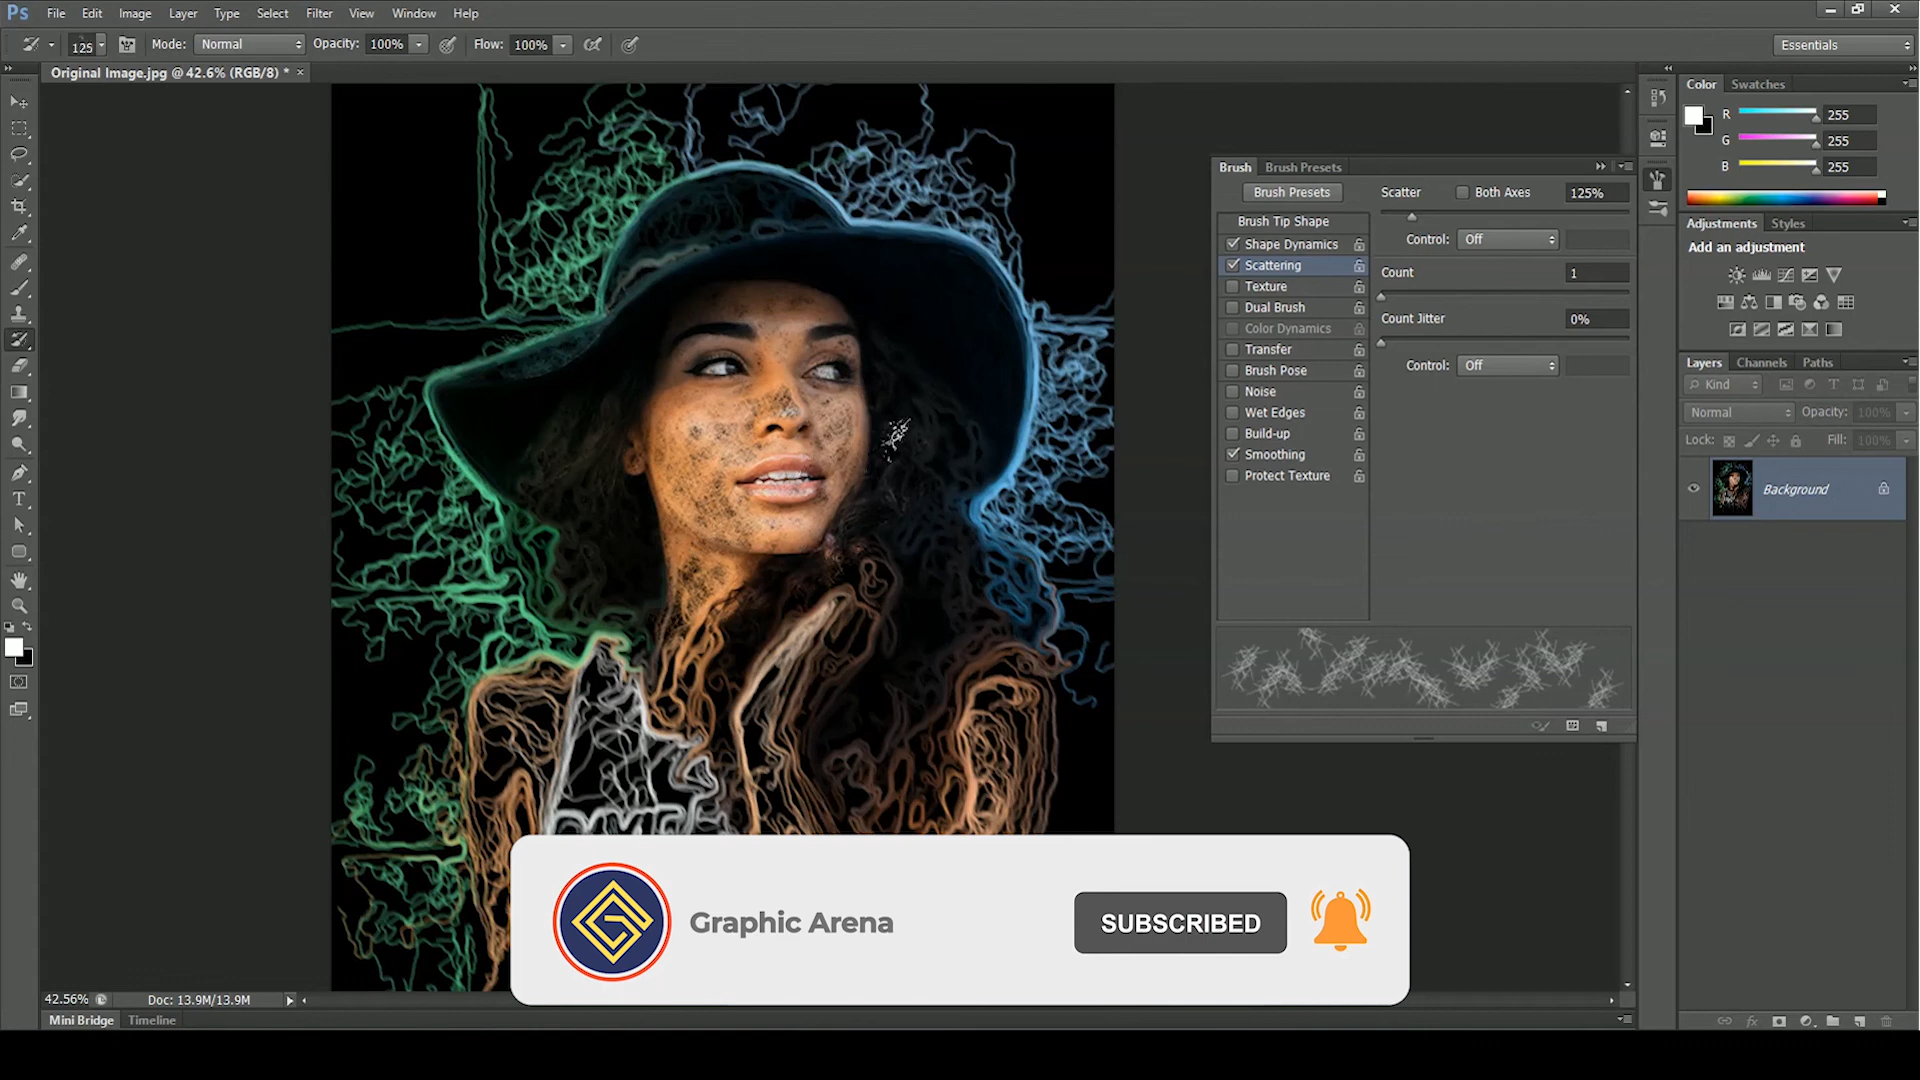 Ps File Edit Image Layer Type Select Filter View Window Help
125 Mode: Normal Opacity: 100% Flow: 100% Essentials
Original Image.jpg @ 42.6% (RGB/8) * ×
Color Swatches
R 255
G 255
B 255
Adjustments Styles
Add an adjustment
Layers Channels Paths
Kind
Normal Opacity: 100%
Lock: Fill: 100%
Background
Brush Brush Presets
Brush Presets Scatter Both Axes 125%
Brush Tip Shape
Shape Dynamics Control: Off
Scattering Count 1
Texture
Dual Brush Count Jitter 0%
Color Dynamics
Transfer Control: Off
Brush Pose
Noise
Wet Edges
Build-up
Smoothing
Protect Texture
Graphic Arena SUBSCRIBED
42.56% Doc: 13.9M/13.9M
Mini Bridge Timeline